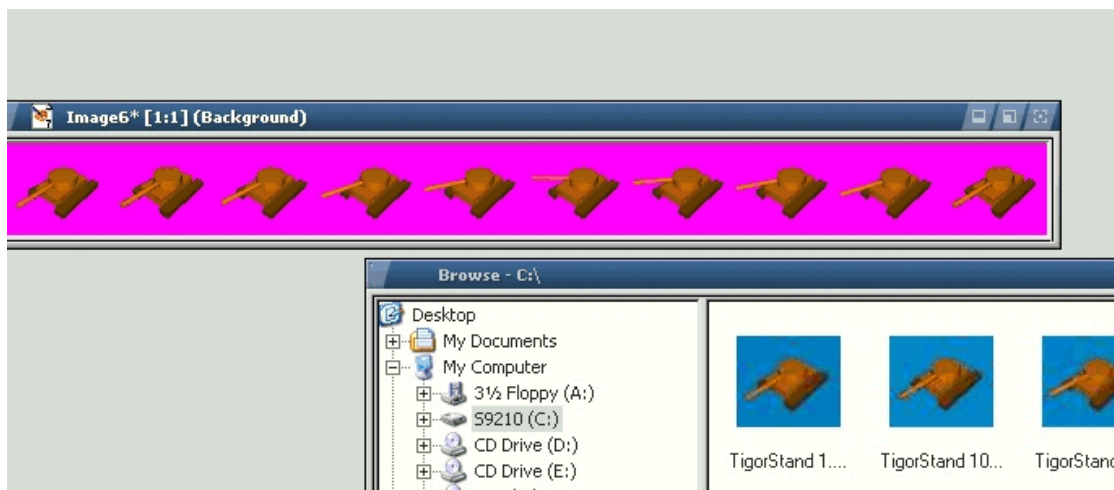 Image6* [1:1] (Background)
Browse - C:\
Desktop
My Documents
My Computer
3½ Floppy (A:)
S9210 (C:)
CD Drive (D:)
CD Drive (E:)
TigorStand 1....
TigorStand 10...
TigorStand